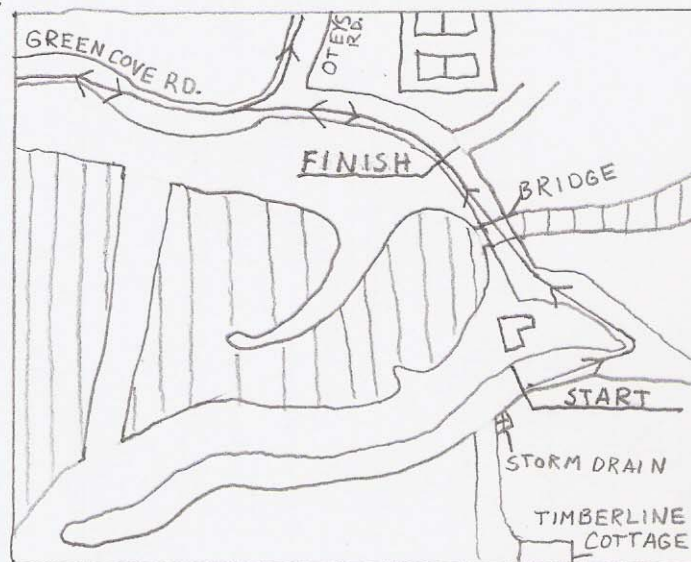 GREEN COVE RD.
OTEYS
RD.
FINISH
BRIDGE
START
STORM DRAIN
TIMBERLINE
COTTAGE